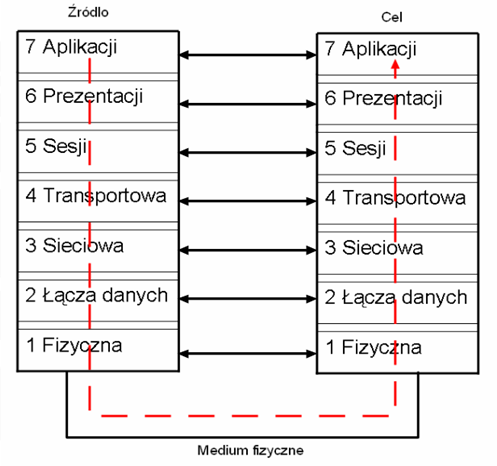 Źródło
Cel
7 Aplikacji
7 Aplikacji
6 Prezentacji
6 Prezentacji
5 Sesji
5 Sesji
4 Transportowa
4 Transportowa
3 Sieciowa
3 Sieciowa
2 Łącza danych
2 Łącza danych
1 Fizyczna
1 Fizyczna
Medium fizyczne